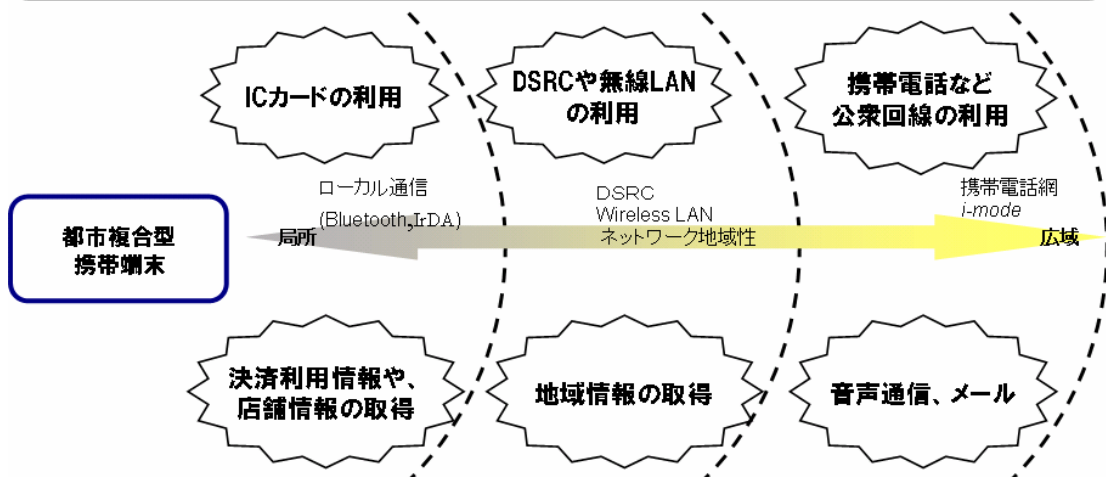 ICカードの利用
DSRCや無線LAN
の利用
携帯電話など
公衆回線の利用
ローカル通信
(Bluetooth,IrDA)
DSRC
Wireless LAN
ネットワーク地域性
携帯電話網
i-mode
局所
広域
都市複合型
携帯端末
決済利用情報や、
店舗情報の取得
地域情報の取得
音声通信、メール